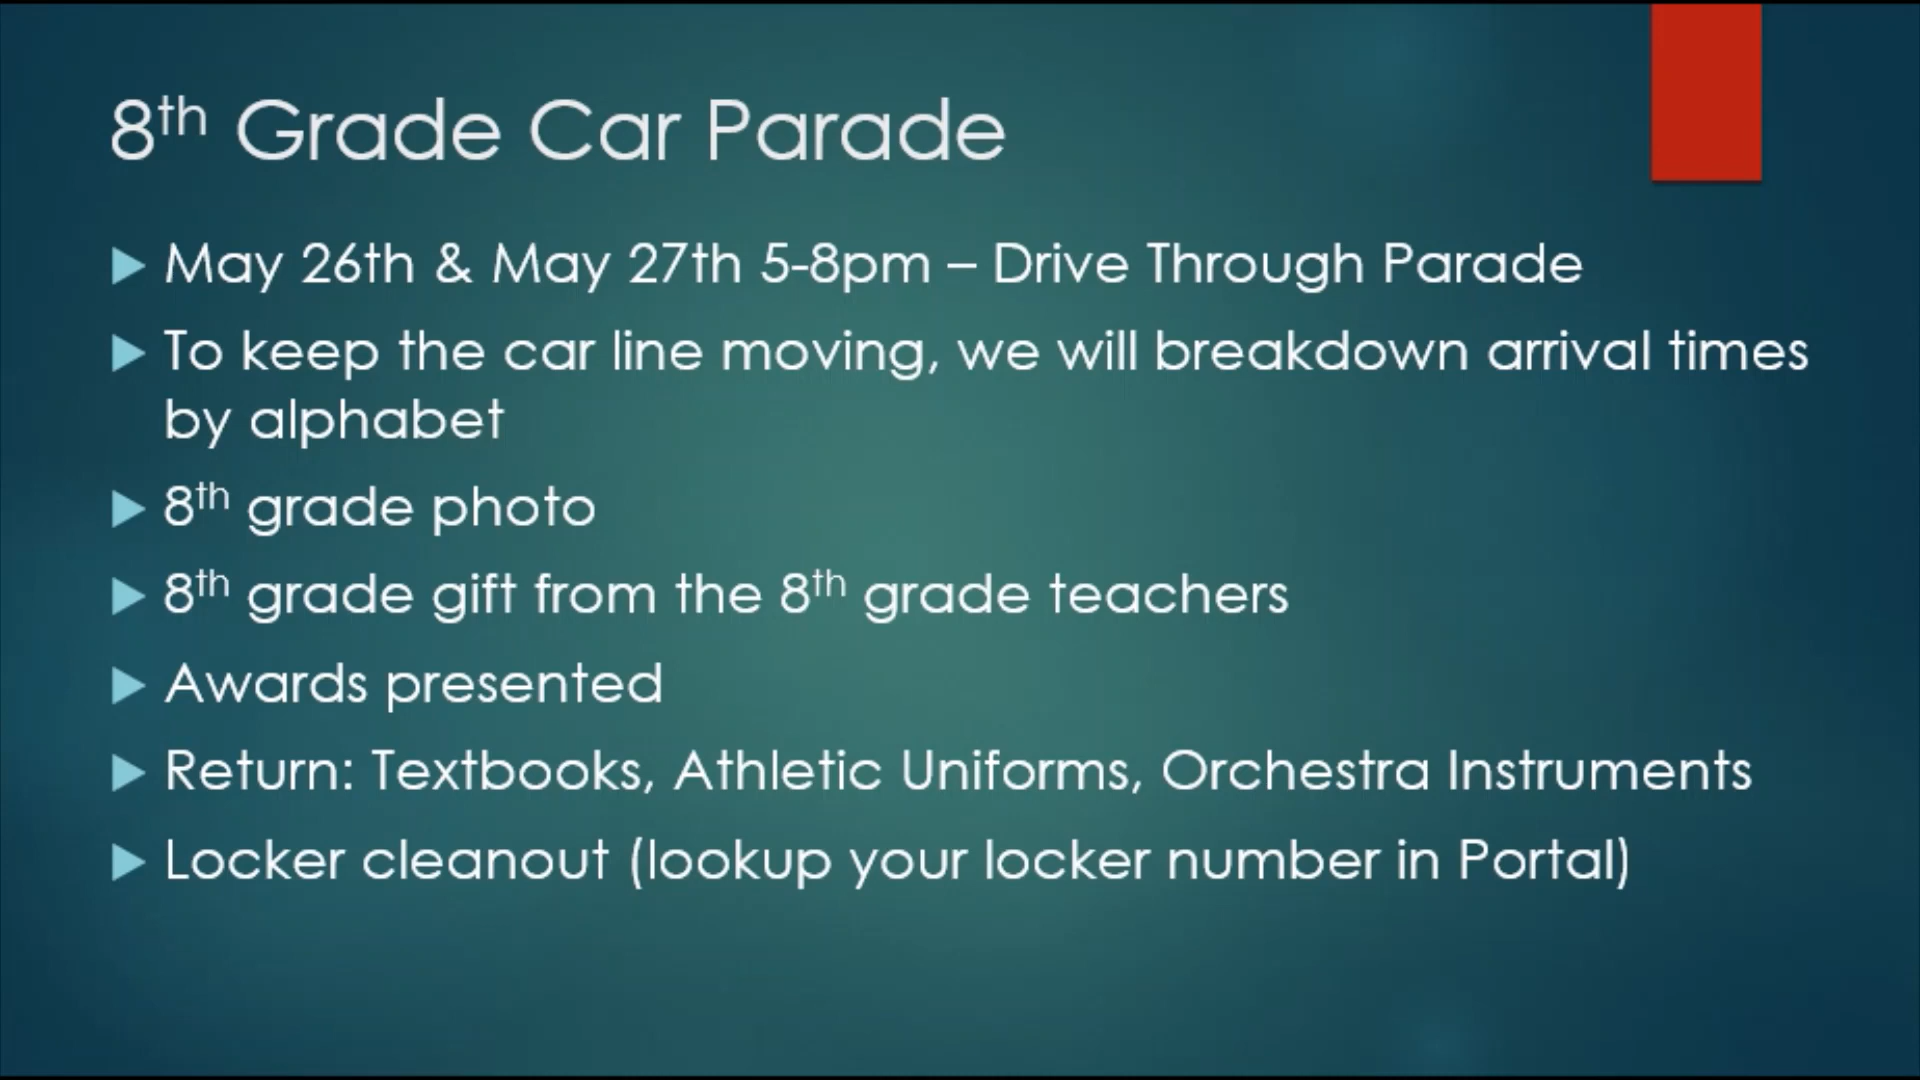 8th Grade Car Parade
May 26th & May 27th 5-8pm – Drive Through Parade
To keep the car line moving, we will breakdown arrival times
by alphabet
8th grade photo
8th grade gift from the 8th grade teachers
Awards presented
Return: Textbooks, Athletic Uniforms, Orchestra Instruments
Locker cleanout (lookup your locker number in Portal)